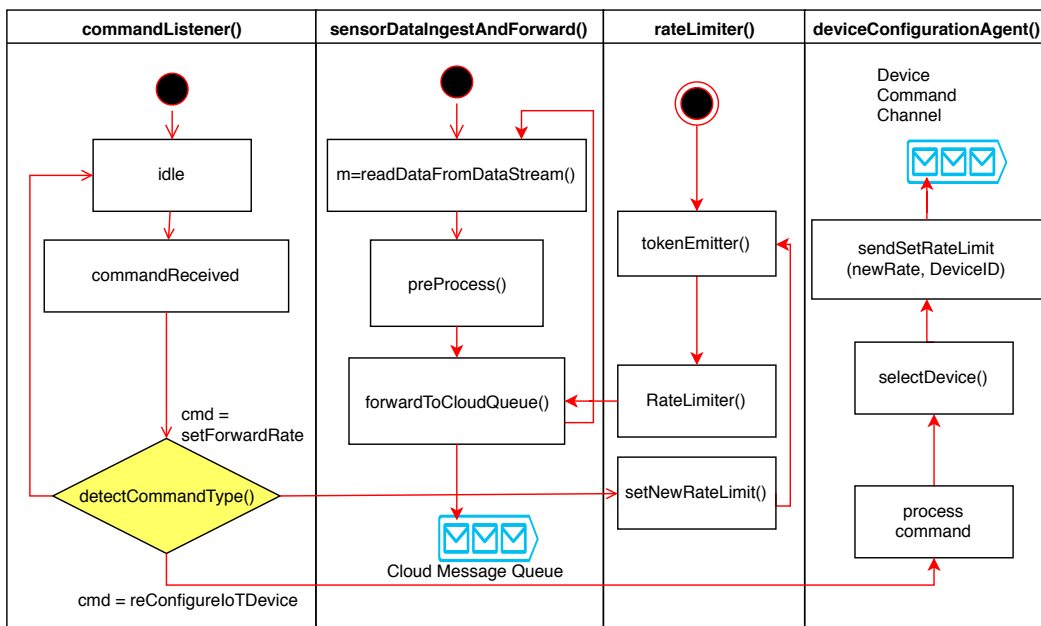 commandListener()
sensorDataIngestAndForward()
rateLimiter()
deviceConfigurationAgent()
idle
commandReceived
cmd =
setForwardRate
detectCommandType()
cmd = reConfigureIoTDevice
m=readDataFromDataStream()
preProcess()
forwardToCloudQueue()
Cloud Message Queue
tokenEmitter()
RateLimiter()
setNewRateLimit()
Device
Command
Channel
sendSetRateLimit
(newRate, DeviceID)
selectDevice()
process
command